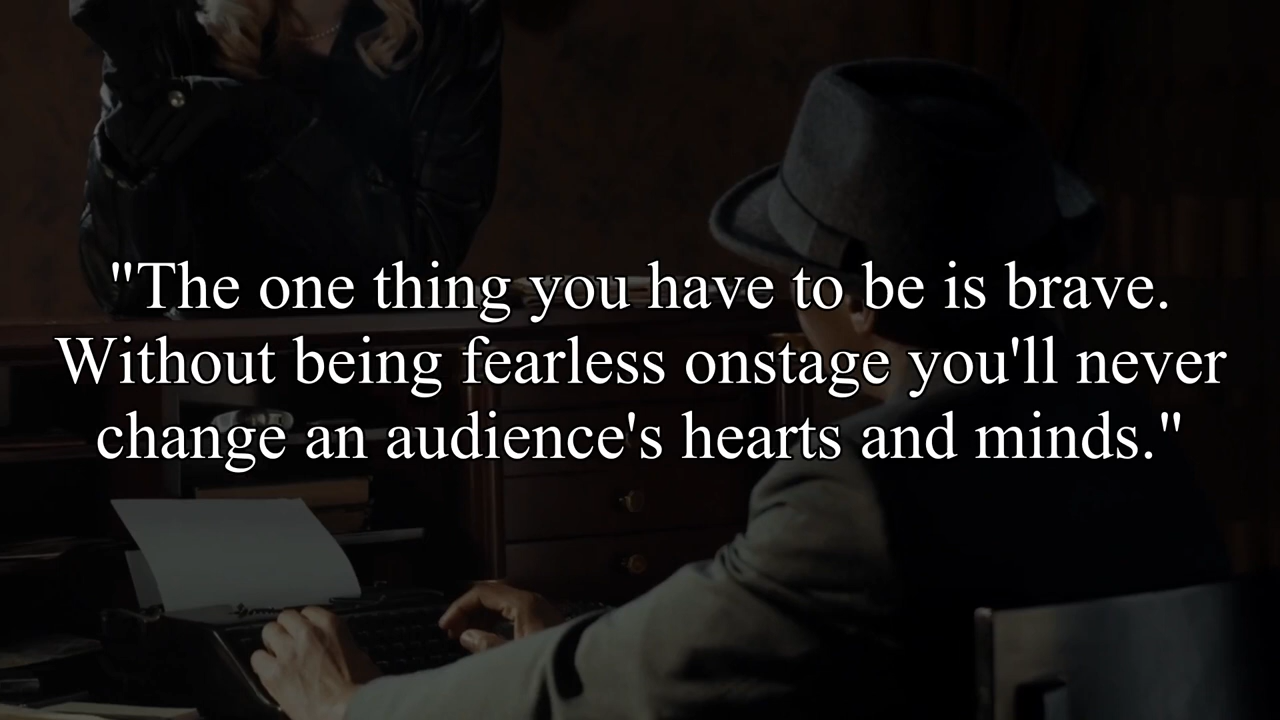 "The one thing you have to be is brave.
Without being fearless onstage you'll never
change an audience's hearts and minds."